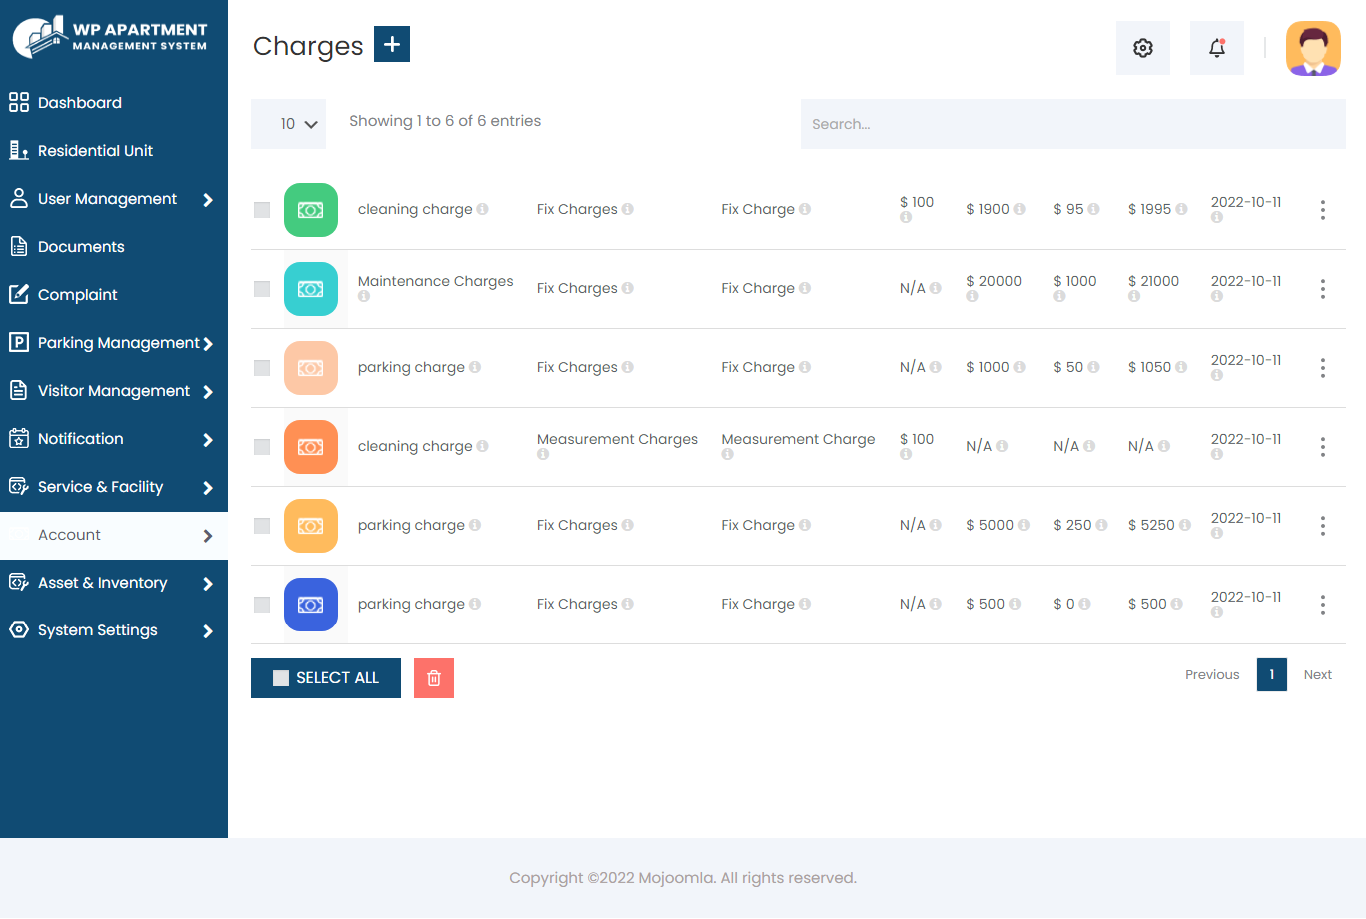 WP APARTMENT
MANAGEMENT SYSTEM
Dashboard
Residential Unit
User Management
Documents
Complaint
Parking Management
Visitor Management
Notification
Service & Facility
Account
Asset & Inventory
System Settings
Charges
10
Showing 1 to 6 of 6 entries
Search...
cleaning charge Fix Charges Fix Charge $ 100 $ 1900 $ 95 $ 1995 2022-10-11
Maintenance Charges Fix Charges Fix Charge N/A $ 20000 $ 1000 $ 21000 2022-10-11
parking charge Fix Charges Fix Charge N/A $ 1000 $ 50 $ 1050 2022-10-11
cleaning charge Measurement Charges Measurement Charge $ 100 N/A N/A N/A 2022-10-11
parking charge Fix Charges Fix Charge N/A $ 5000 $ 250 $ 5250 2022-10-11
parking charge Fix Charges Fix Charge N/A $ 500 $ 0 $ 500 2022-10-11
SELECT ALL
Previous 1 Next
Copyright ©2022 Mojoomla. All rights reserved.